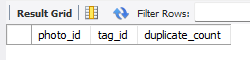 Result Grid Filter Rows:
photo_id tag_id duplicate_count